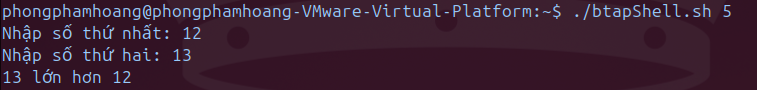 phongphamhoang@phongphamhoang-VMware-Virtual-Platform:~$ ./btapShell.sh 5
Nhập số thứ nhất: 12
Nhập số thứ hai: 13
13 lớn hơn 12